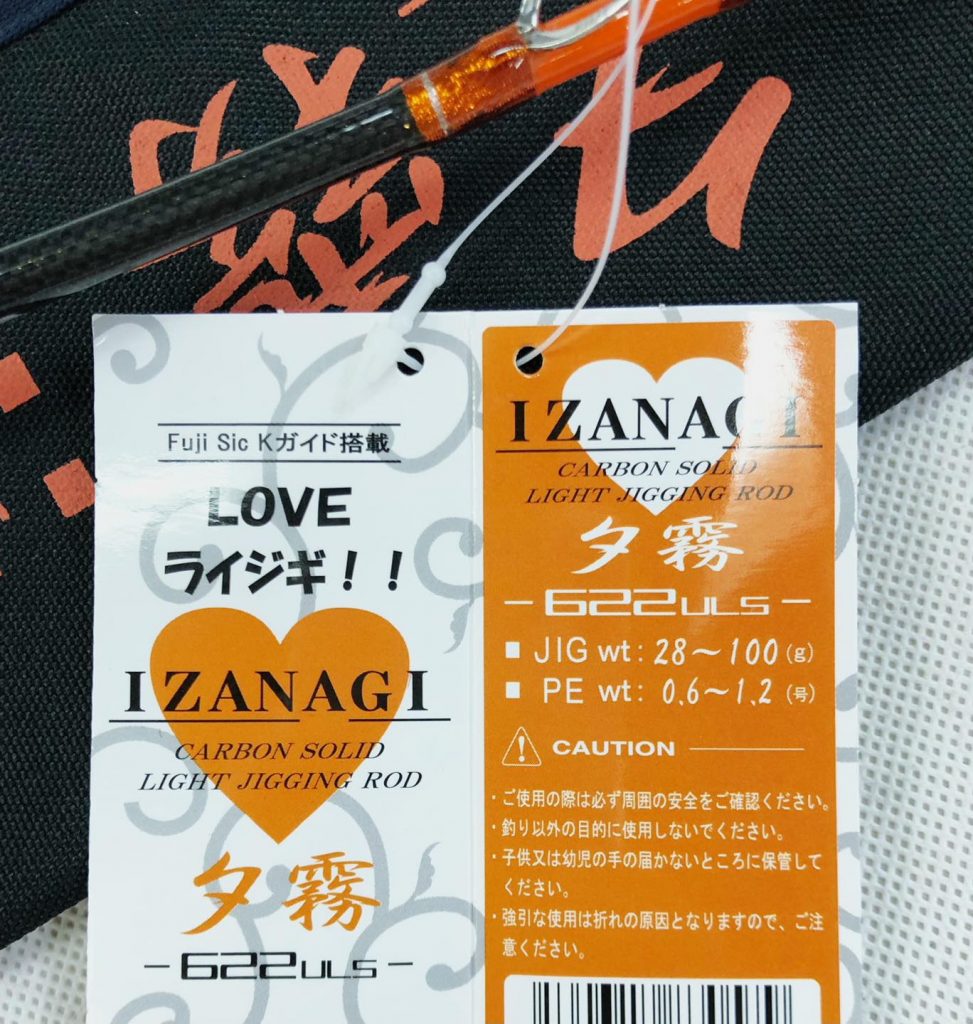 夕霧
Fuji Sic Kガイド搭載
LOVE
ライジギ！！
IZANAGI
CARBON SOLID
LIGHT JIGGING ROD
夕霧
-622ULS-
IZANAGI
CARBON SOLID
LIGHT JIGGING ROD
夕霧
-622ULS-
■ JIG wt: 28～100(g)
■ PE wt: 0.6～1.2(号)
CAUTION
・ご使用の際は必ず周囲の安全をご確認ください。
・釣り以外の目的に使用しないでください。
・子供又は幼児の手の届かないところに保管して
ください。
・強引な使用は折れの原因となりますので、ご注
意ください。